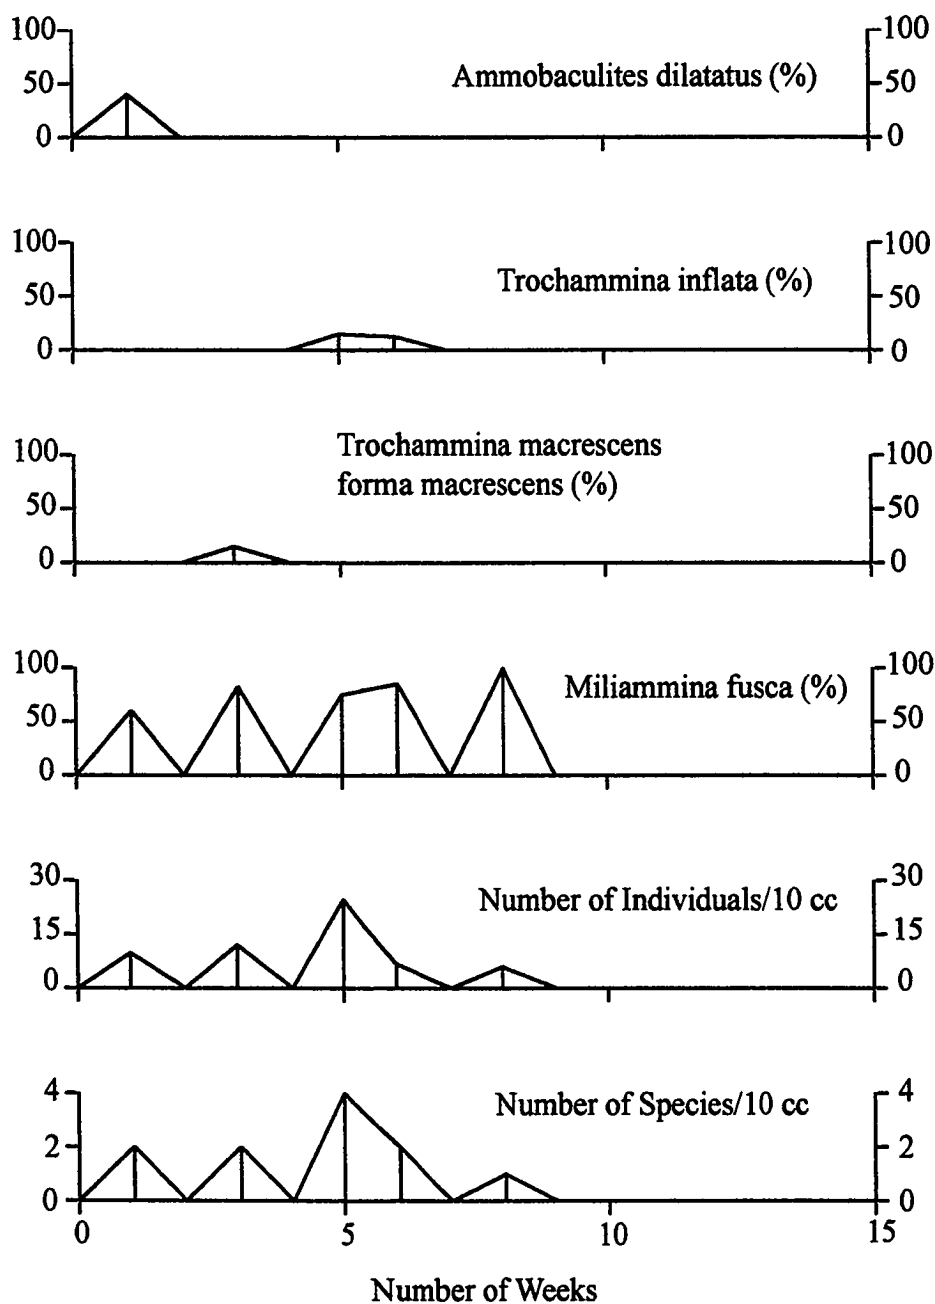 100 100
Ammobaculites dilatatus (%)
50 50
0 0
100 100
Trochammina inflata (%)
50 50
0 0
Trochammina macrescens
100 100
forma macrescens (%)
50 50
0 0
100 100
Miliammina fusca (%)
50 50
0 0
30 30
Number of Individuals/10 cc
15 15
0 0
4 4
Number of Species/10 cc
2 2
0 0
0 5 10 15
Number of Weeks